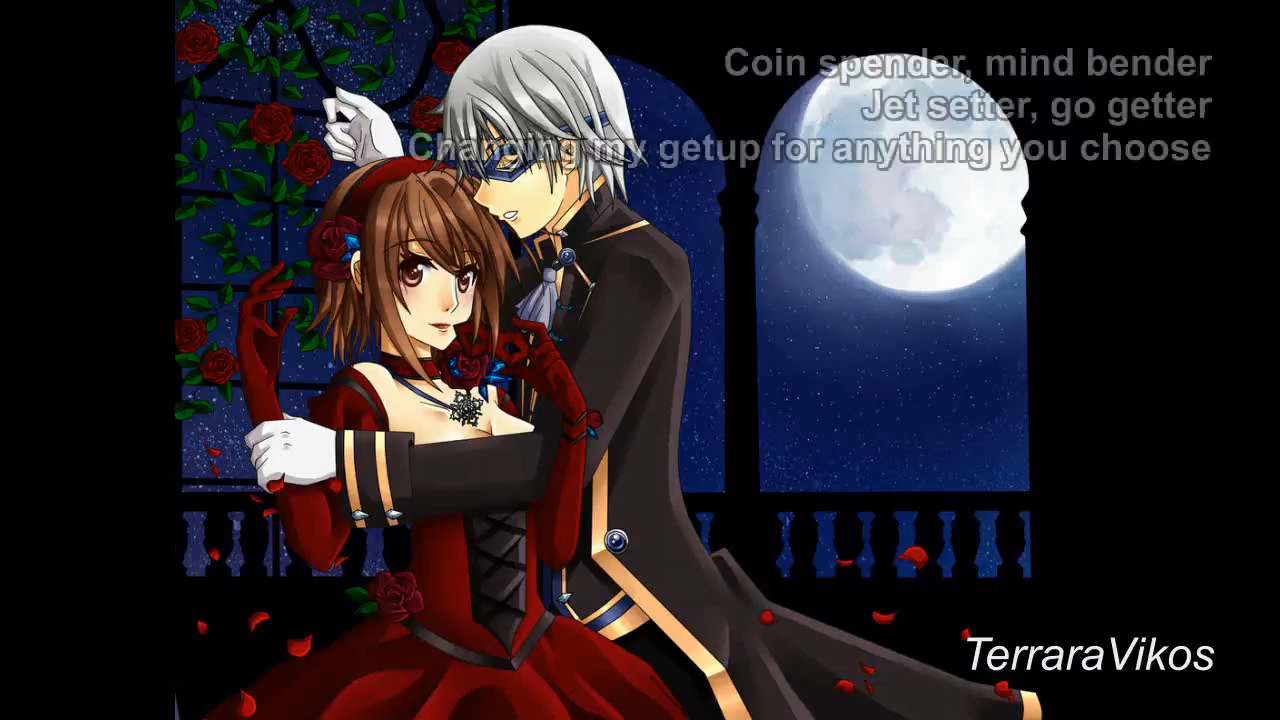 Coin spender, mind bender
Jet setter, go getter
Changing my getup for anything you choose
TerraraVikos